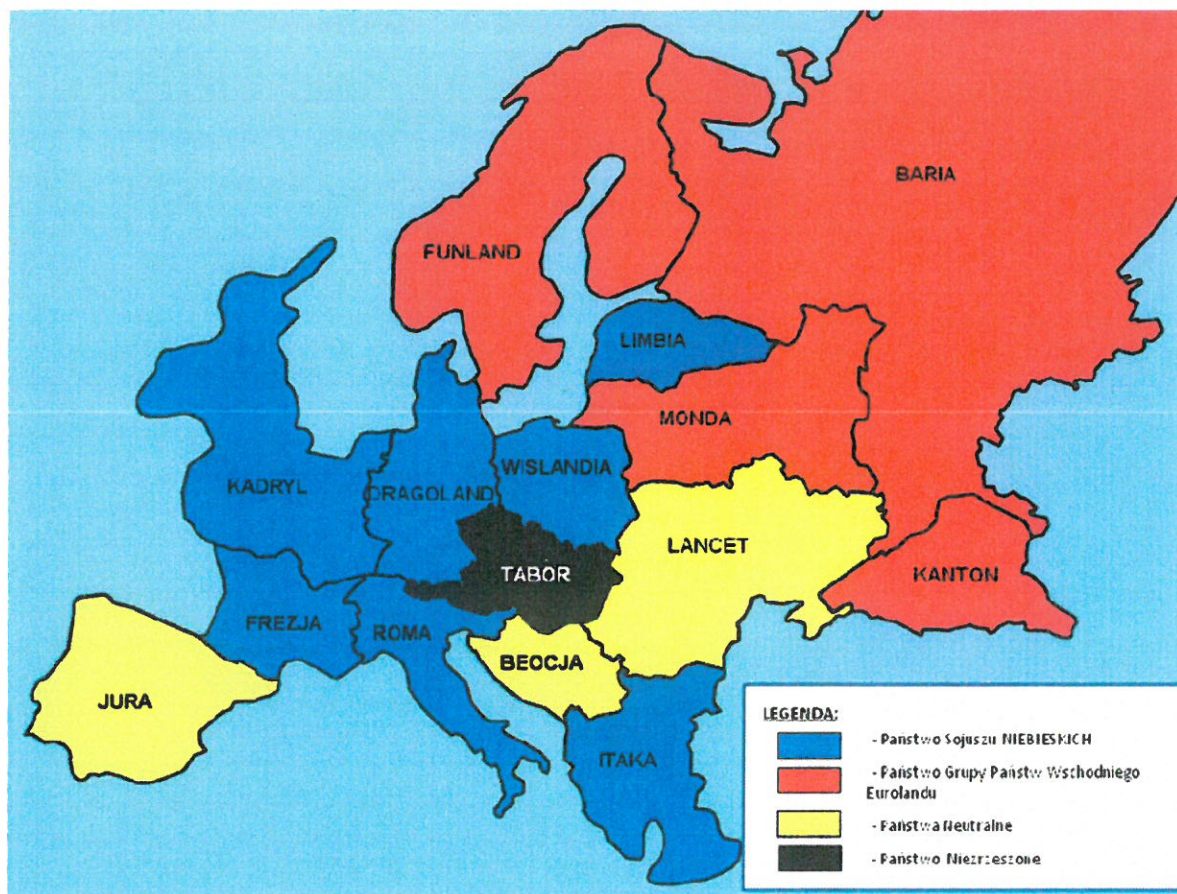 BARIA
FUNLAND
LIMBIA
MONDA
WISLANDIA
KADRYL
DRAGOLAND
LANCET
TABOR
KANTON
FREZJA
ROMA
BEOCJA
JURA
ITAKA
LEGENDA:
- Państwo Sojuszu NIEBIESKICH
- Państwo Grupy Państw Wschodniego
Eurolandu
- Państwa Neutralne
- Państwo Niezrzeszone